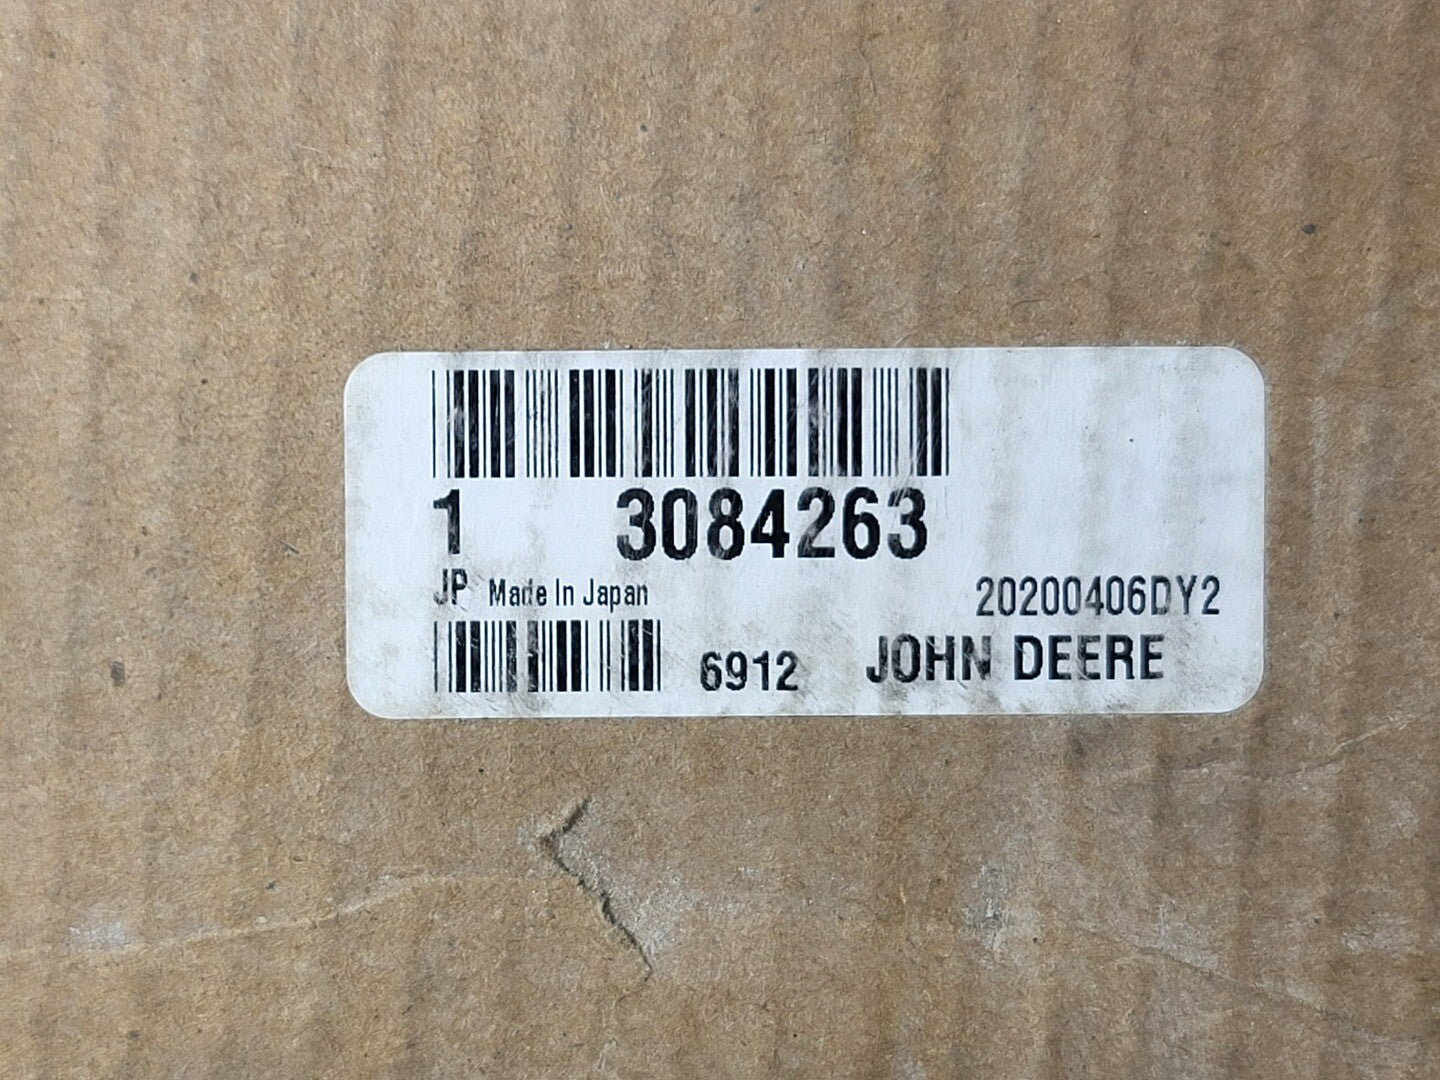 1 3084263
JP Made In Japan 20200406DY2
6912 JOHN DEERE